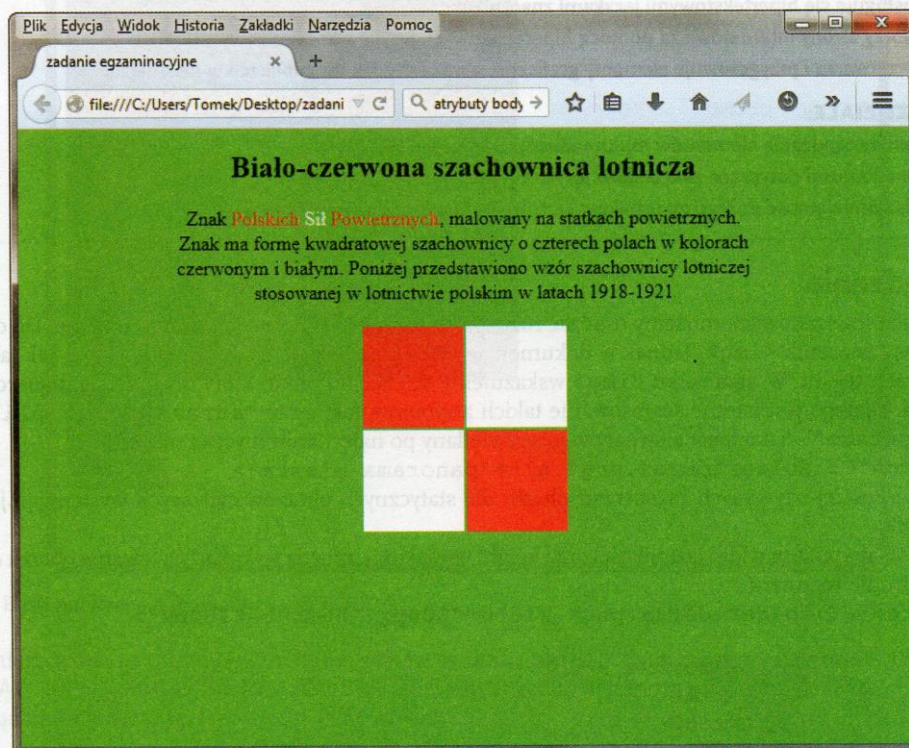 Plik Edycja Widok Historia Zakładki Narzędzia Pomoc
zadanie egzaminacyjne × +
file:///C:/Users/Tomek/Desktop/zadani atrybuty body
Biało-czerwona szachownica lotnicza
Znak Polskich Sił Powietrznych, malowany na statkach powietrznych.
Znak ma formę kwadratowej szachownicy o czterech polach w kolorach
czerwonym i białym. Poniżej przedstawiono wzór szachownicy lotniczej
stosowanej w lotnictwie polskim w latach 1918-1921